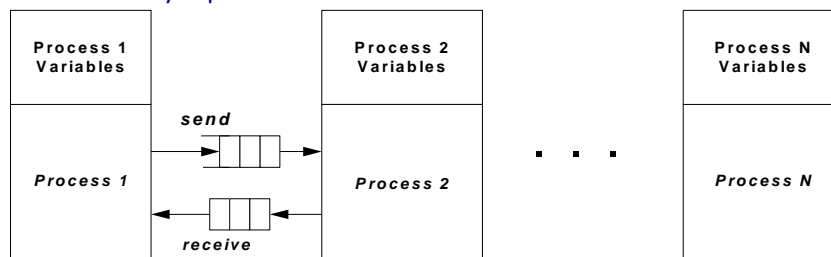 Process 1
Variables
Process 2
Variables
Process N
Variables
send
Process 1
Process 2
. . .
Process N
receive